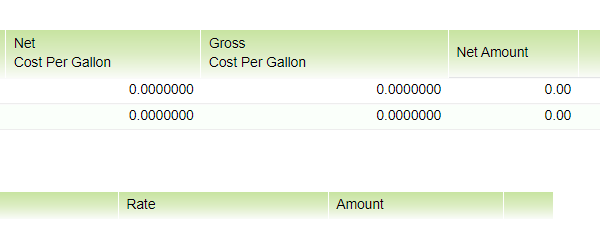 Net
Cost Per Gallon
Gross
Cost Per Gallon
Net Amount
0.0000000 0.0000000 0.00
0.0000000 0.0000000 0.00
Rate Amount